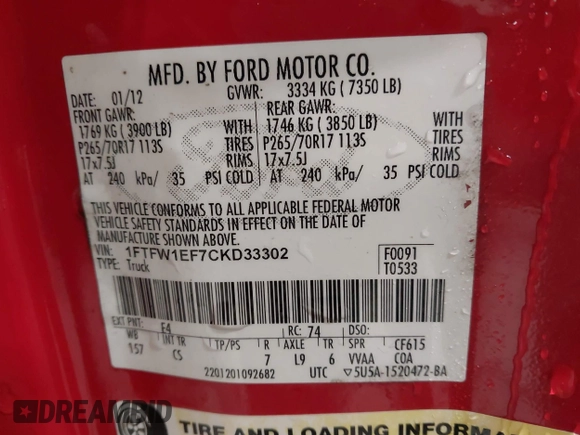 MFD. BY FORD MOTOR CO.
DATE: 01/12 GVWR: 3334 KG ( 7350 LB)
FRONT GAWR: REAR GAWR:
1769 KG ( 3900 LB) WITH 1746 KG ( 3850 LB) WITH
P265/70R17 113S TIRES P265/70R17 113S TIRES
17x7.5J RIMS 17x7.5J RIMS
AT 240 kPa/ 35 PSI COLD AT 240 kPa/ 35 PSI COLD
THIS VEHICLE CONFORMS TO ALL APPLICABLE FEDERAL MOTOR
VEHICLE SAFETY STANDARDS IN EFFECT ON THE DATE OF
MANUFACTURE SHOWN ABOVE.
VIN: 1FTFW1EF7CKD33302 F0091
TYPE: Truck T0533
EXT PNT: F4 RC: 74 DSO:
WB INT TR TP/PS R AXLE TR SPR CF615
157 CS 7 L9 6 VVAA COA
2201201092682 UTC ▽5U5A-1520472-BA
TIRE AND LOADING INFORMA
DREAMBID